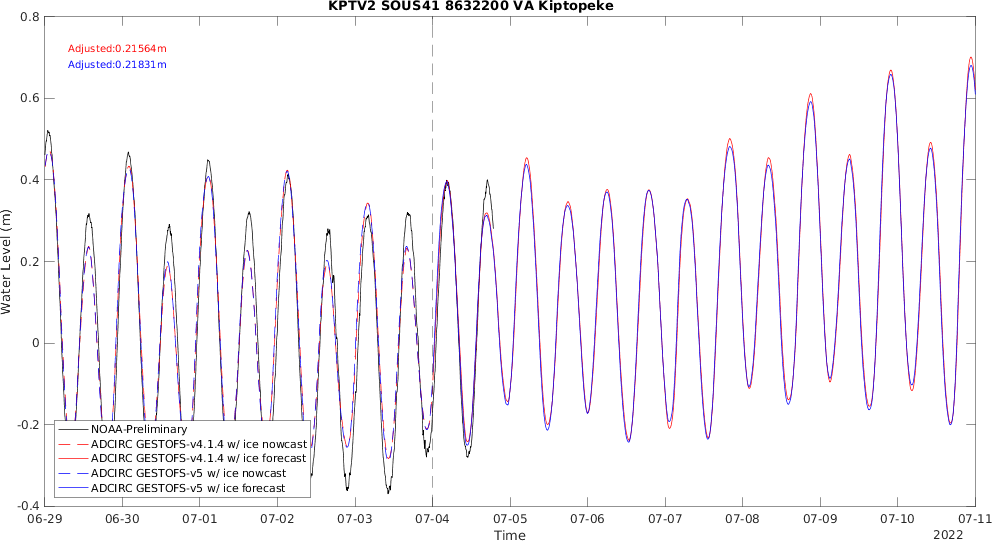 KPTV2 SOUS41 8632200 VA Kiptopeke
Adjusted:0.21564m
Adjusted:0.21831m
Water Level (m)
0.8
0.6
0.4
0.2
0
-0.2
-0.4
NOAA-Preliminary
ADCIRC GESTOFS-v4.1.4 w/ ice nowcast
ADCIRC GESTOFS-v4.1.4 w/ ice forecast
ADCIRC GESTOFS-v5 w/ ice nowcast
ADCIRC GESTOFS-v5 w/ ice forecast
06-29 06-30 07-01 07-02 07-03 07-04 07-05 07-06 07-07 07-08 07-09 07-10 07-11
Time
2022